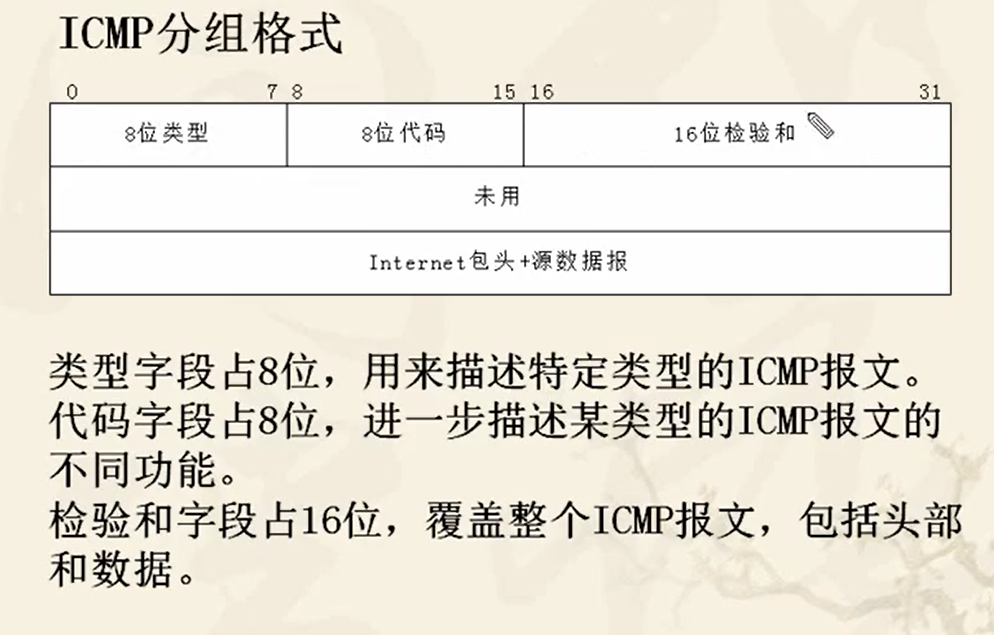 ICMP分组格式
0 7 8 15 16 31
8位类型 8位代码 16位检验和
未用
Internet包头+源数据报
类型字段占8位，用来描述特定类型的ICMP报文。
代码字段占8位，进一步描述某类型的ICMP报文的
不同功能。
检验和字段占16位，覆盖整个ICMP报文，包括头部
和数据。